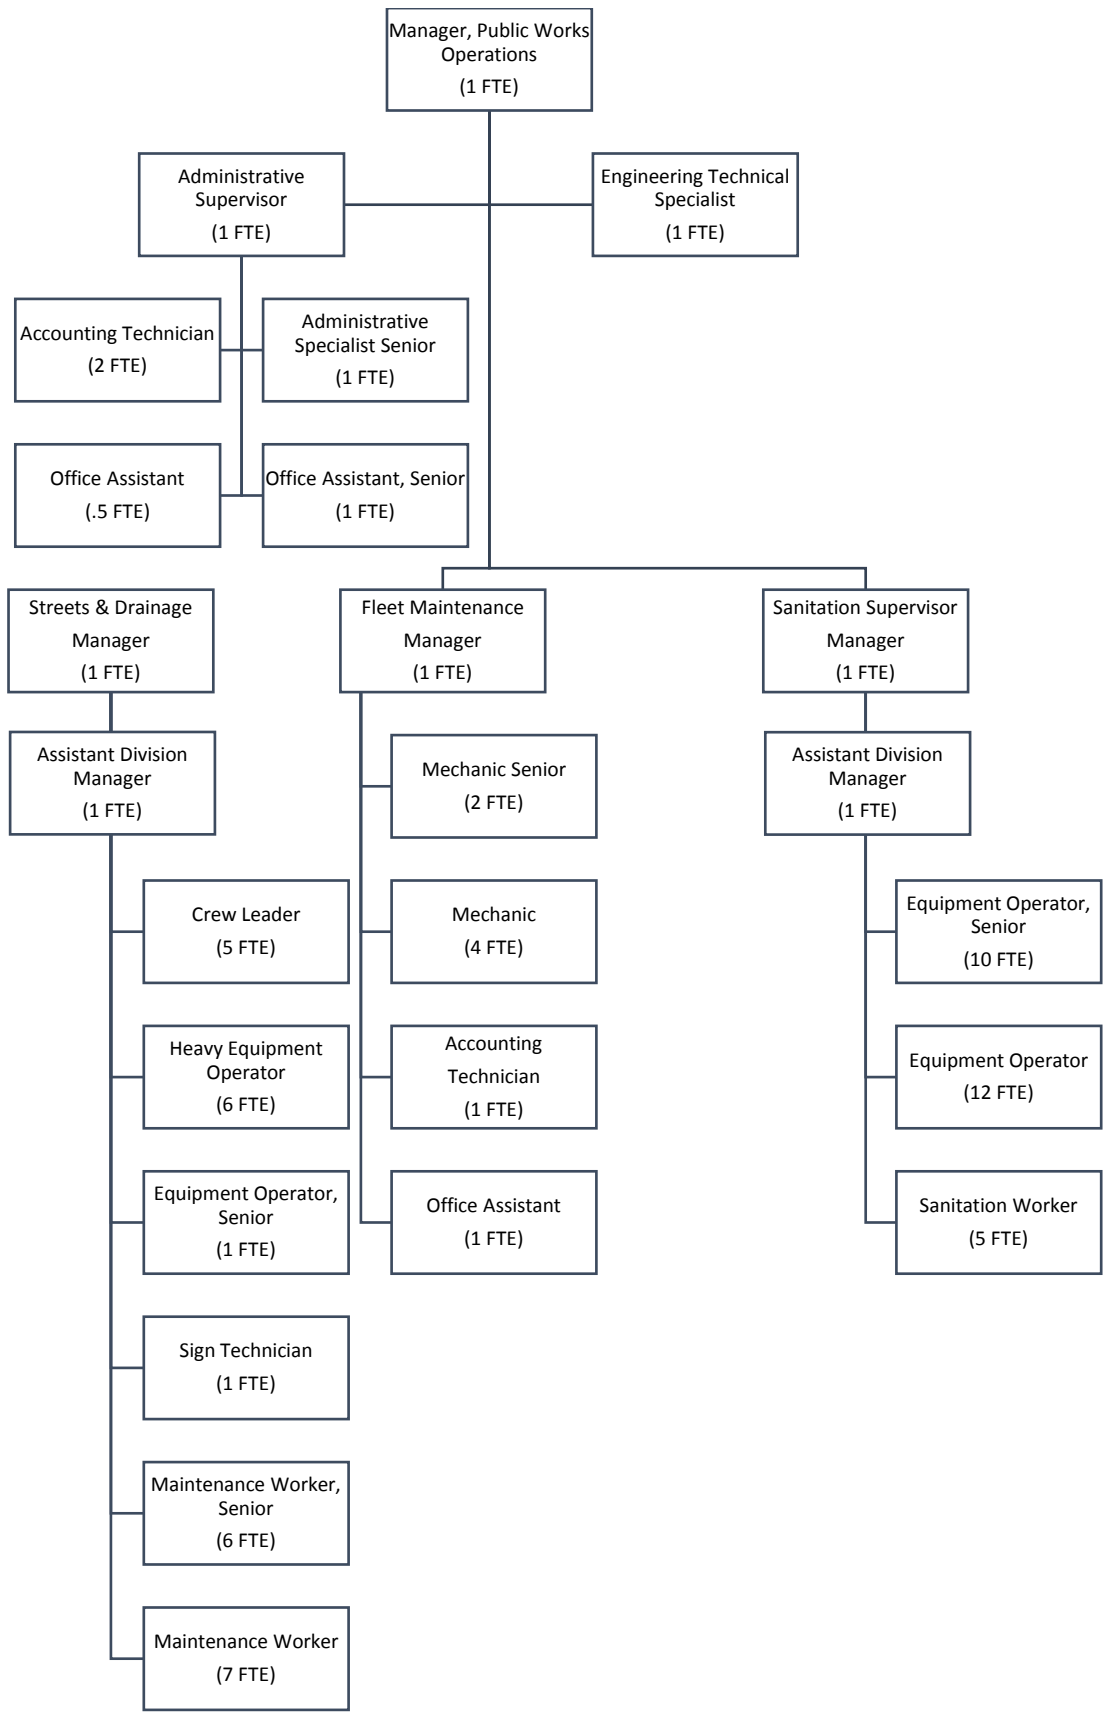 Manager, Public Works
Operations
(1 FTE)
Administrative
Supervisor
(1 FTE)
Engineering Technical
Specialist
(1 FTE)
Accounting Technician
(2 FTE)
Administrative
Specialist Senior
(1 FTE)
Office Assistant
(.5 FTE)
Office Assistant, Senior
(1 FTE)
Streets & Drainage
Manager
(1 FTE)
Fleet Maintenance
Manager
(1 FTE)
Sanitation Supervisor
Manager
(1 FTE)
Assistant Division
Manager
(1 FTE)
Mechanic Senior
(2 FTE)
Assistant Division
Manager
(1 FTE)
Crew Leader
(5 FTE)
Mechanic
(4 FTE)
Equipment Operator,
Senior
(10 FTE)
Heavy Equipment
Operator
(6 FTE)
Accounting
Technician
(1 FTE)
Equipment Operator
(12 FTE)
Equipment Operator,
Senior
(1 FTE)
Office Assistant
(1 FTE)
Sanitation Worker
(5 FTE)
Sign Technician
(1 FTE)
Maintenance Worker,
Senior
(6 FTE)
Maintenance Worker
(7 FTE)